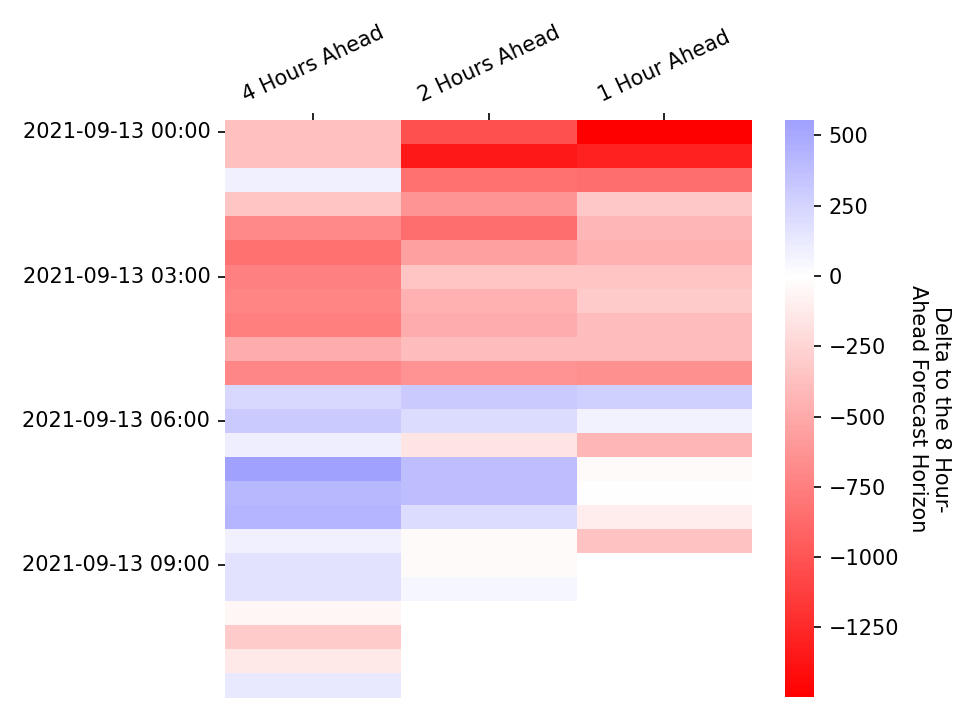 4 Hours Ahead
2 Hours Ahead
1 Hour Ahead
2021-09-13 00:00
2021-09-13 03:00
2021-09-13 06:00
2021-09-13 09:00
500
250
0
−250
−500
−750
−1000
−1250
Delta to the 8 Hour-
Ahead Forecast Horizon